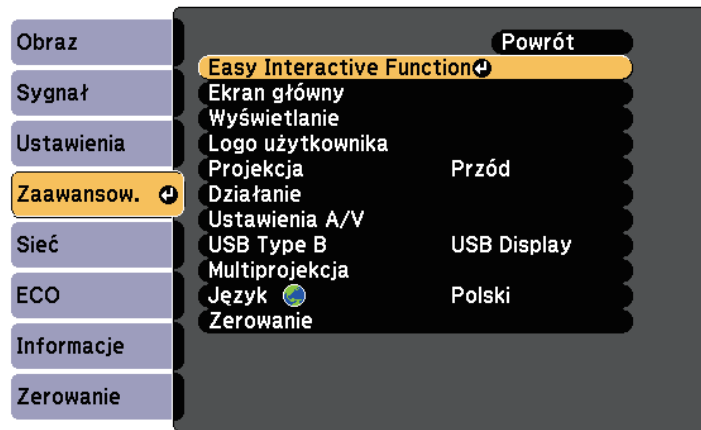 Obraz
Sygnał
Ustawienia
Zaawansow.
Sieć
ECO
Informacje
Zerowanie
Powrót
Easy Interactive Function
Ekran główny
Wyświetlanie
Logo użytkownika
Projekcja Przód
Działanie
Ustawienia A/V
USB Type B USB Display
Multiprojekcja
Język Polski
Zerowanie